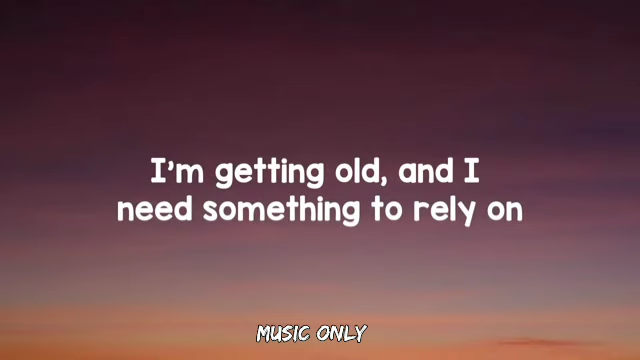 I'm getting old, and I
need something to rely on
MUSIC ONLY